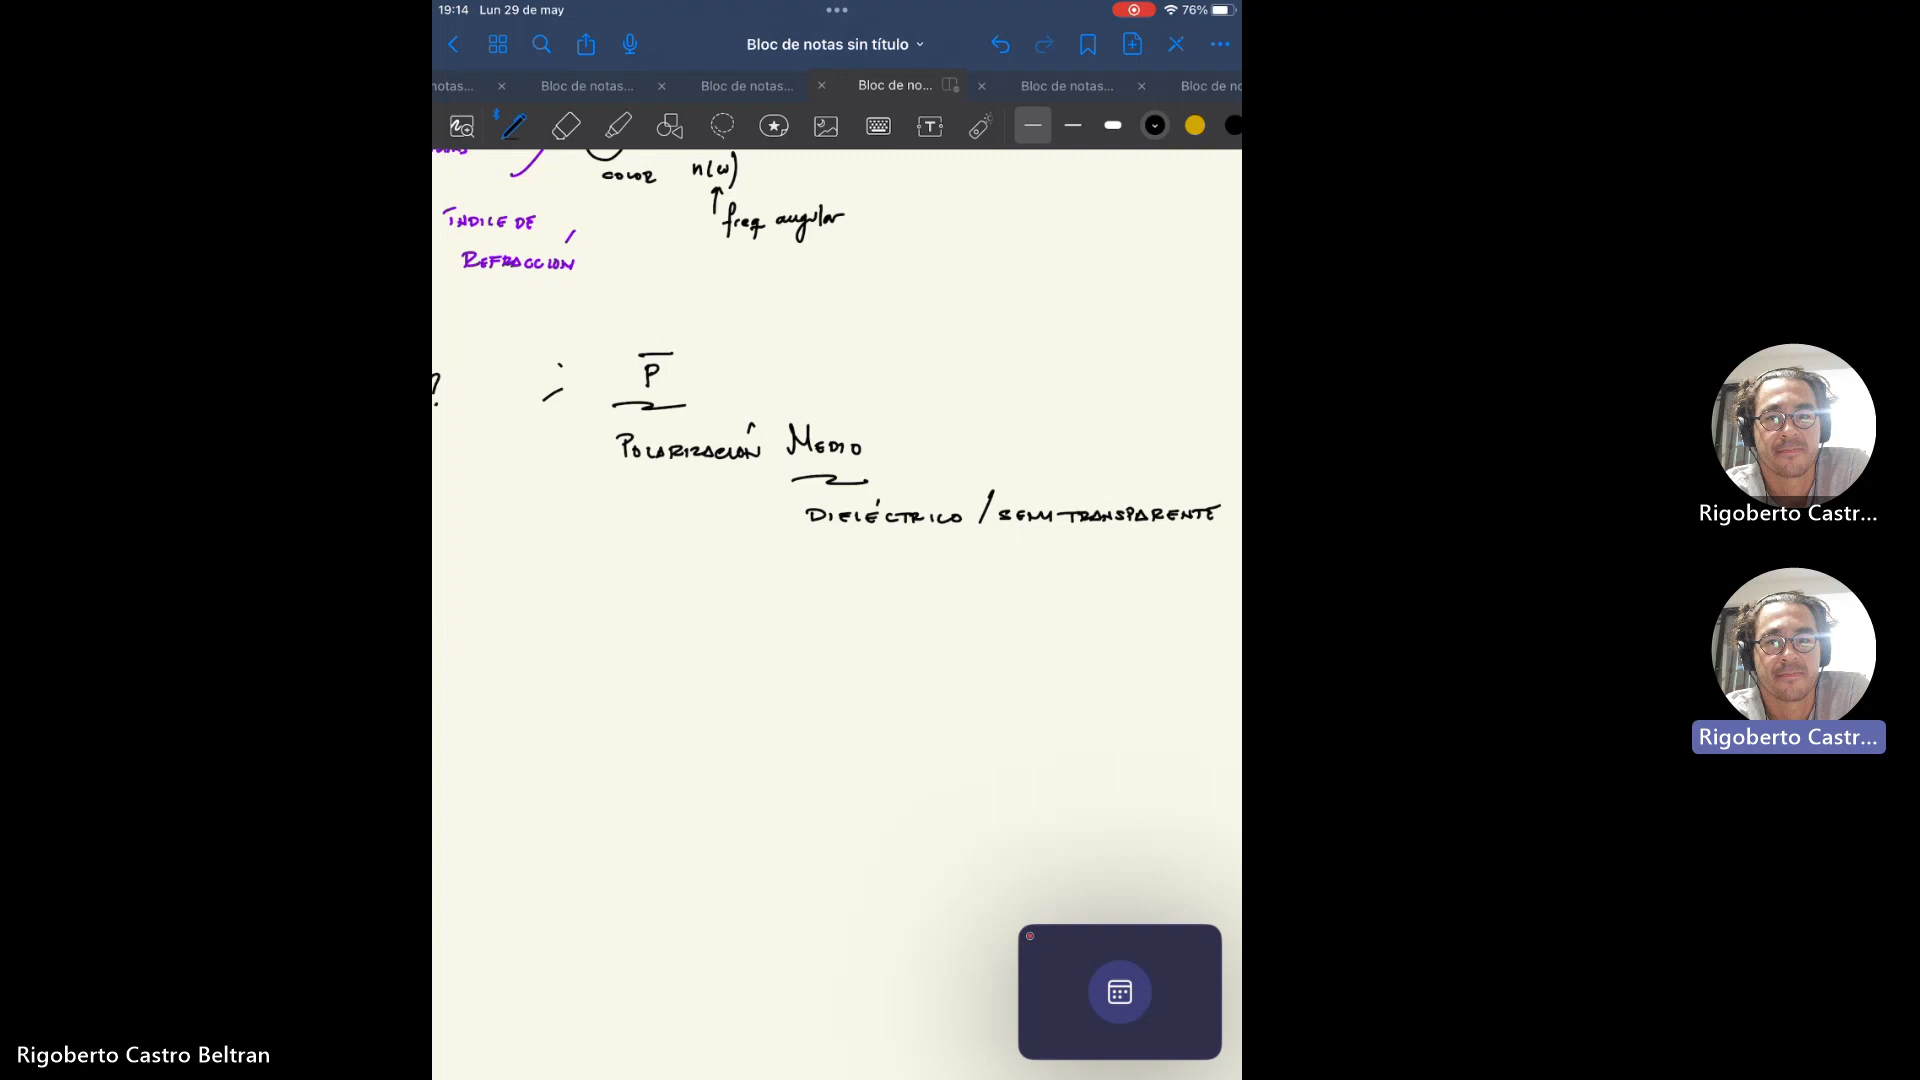 19:14 Lun 29 de may 76%
Bloc de notas sin título
notas... Bloc de notas... Bloc de notas... Bloc de no... Bloc de notas... Bloc de no
COLOR n(ω)
freq angular
ÍNDICE DE
REFRACCIÓN
? ; P
POLARIZACIÓN MEDIO
DIELÉCTRICO / SEMITRANSPARENTE
Rigoberto Castr...
Rigoberto Castr...
Rigoberto Castro Beltran